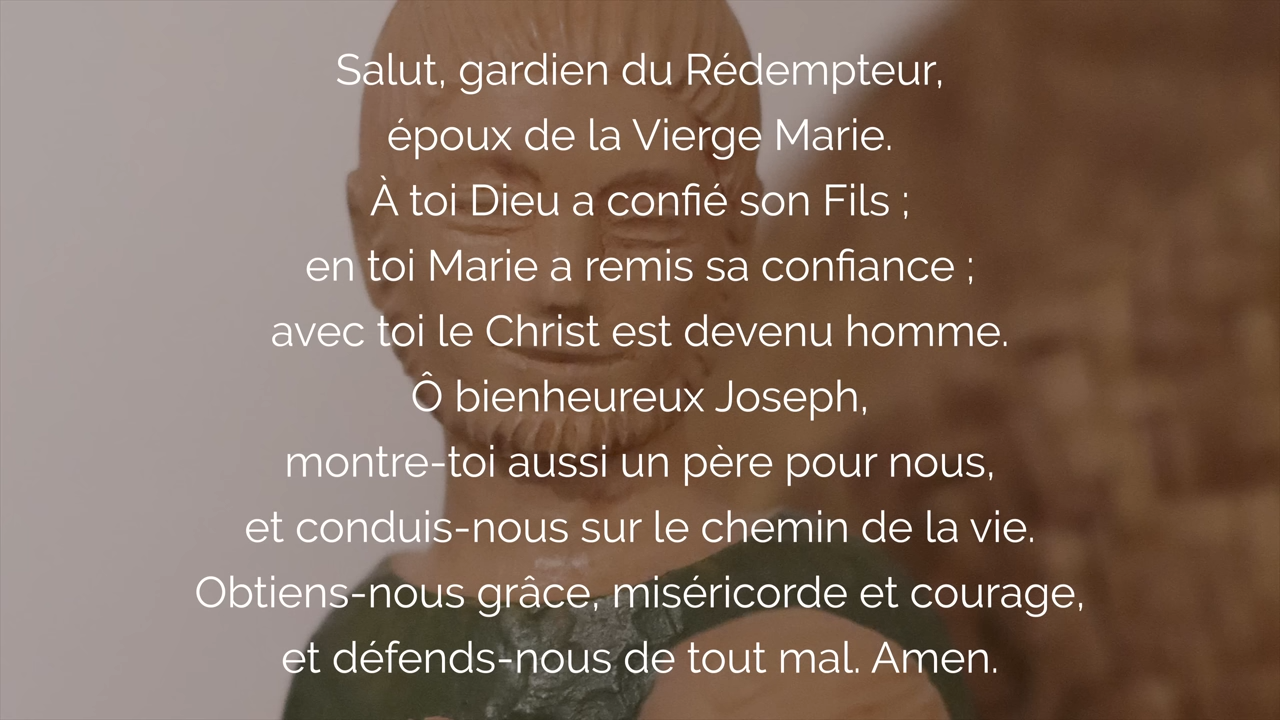 Salut, gardien du Rédempteur,
époux de la Vierge Marie.
À toi Dieu a confié son Fils ;
en toi Marie a remis sa confiance ;
avec toi le Christ est devenu homme.
Ô bienheureux Joseph,
montre-toi aussi un père pour nous,
et conduis-nous sur le chemin de la vie.
Obtiens-nous grâce, miséricorde et courage,
et défends-nous de tout mal. Amen.